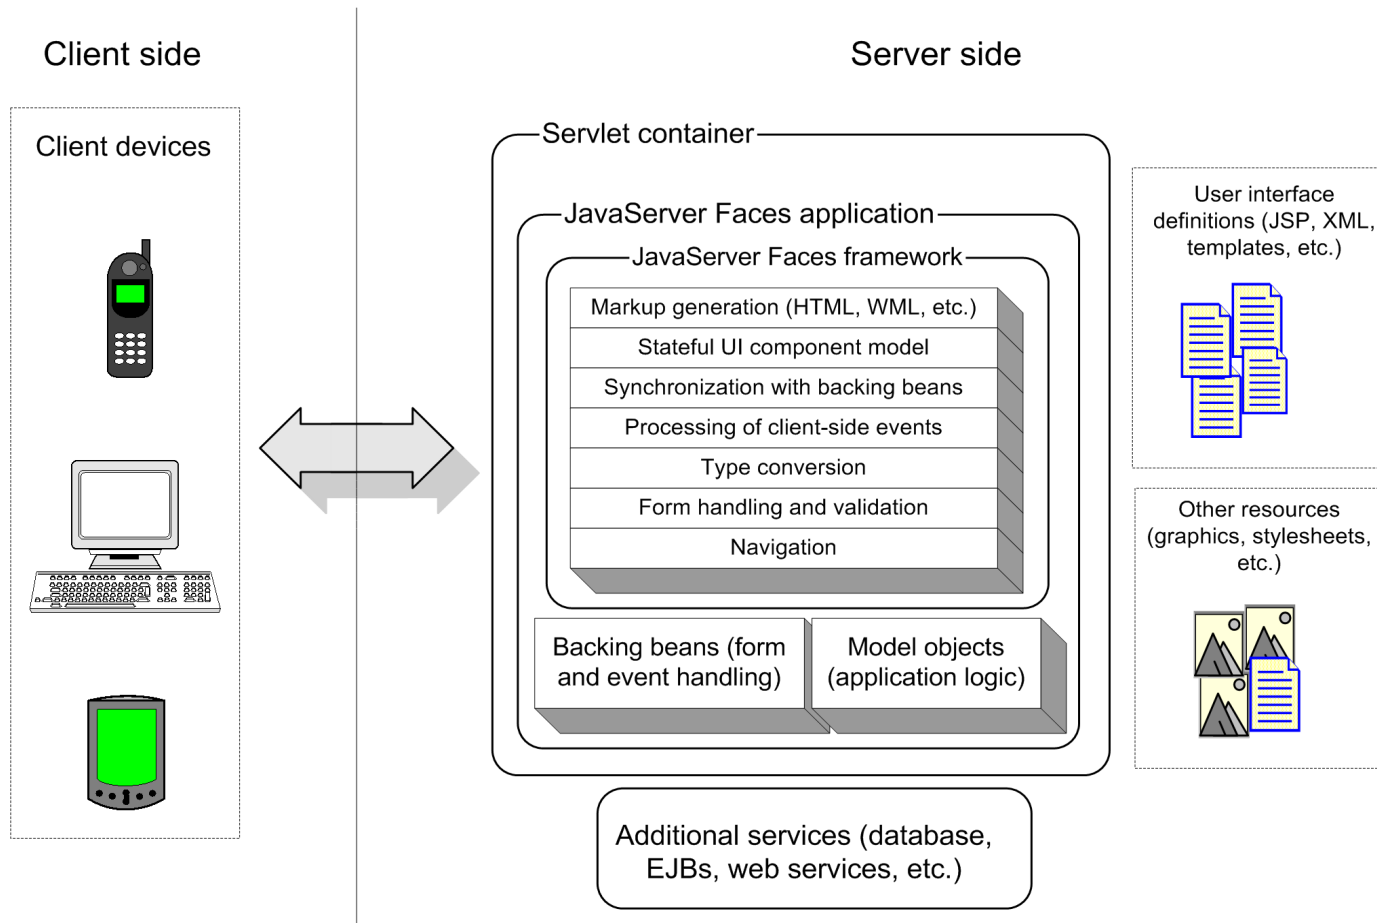 Client side
Server side
Client devices
Servlet container
JavaServer Faces application
JavaServer Faces framework
Markup generation (HTML, WML, etc.)
Stateful UI component model
Synchronization with backing beans
Processing of client-side events
Type conversion
Form handling and validation
Navigation
Backing beans (form
and event handling)
Model objects
(application logic)
Additional services (database,
EJBs, web services, etc.)
User interface
definitions (JSP, XML,
templates, etc.)
Other resources
(graphics, stylesheets,
etc.)